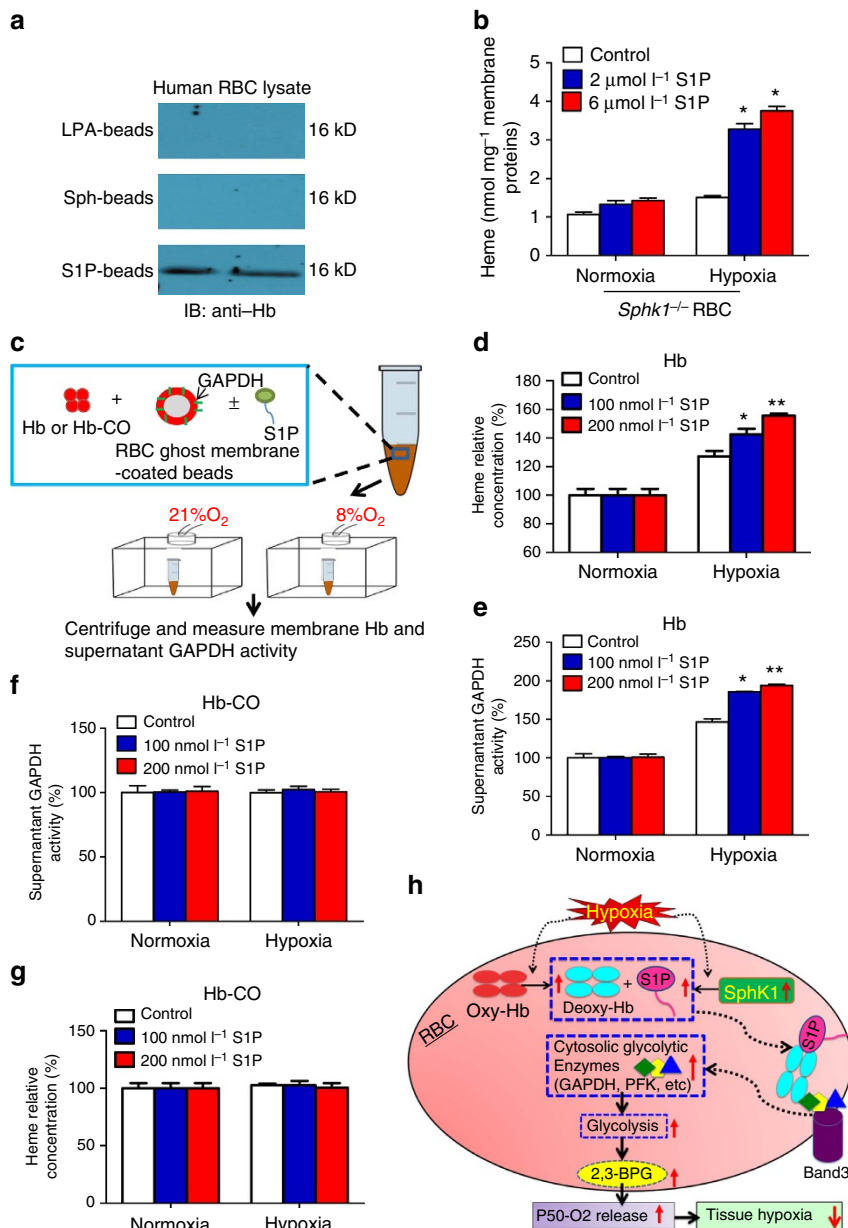 a
Human RBC lysate
LPA-beads 16 kD
Sph-beads 16 kD
S1P-beads 16 kD
IB: anti–Hb
b
Control
2 μmol l⁻¹ S1P
6 μmol l⁻¹ S1P
Heme (nmol mg⁻¹ membrane
proteins)
5
4
3
2
1
0
* *
Normoxia Hypoxia
Sphk1⁻/⁻ RBC
c
GAPDH
+ ±
Hb or Hb-CO
S1P
RBC ghost membrane
-coated beads
21%O₂ 8%O₂
Centrifuge and measure membrane Hb and
supernatant GAPDH activity
d
Hb
Control
100 nmol l⁻¹ S1P
200 nmol l⁻¹ S1P
Heme relative
concentration (%)
180
160
140
120
100
80
60
* **
Normoxia Hypoxia
e
Hb
Control
100 nmol l⁻¹ S1P
200 nmol l⁻¹ S1P
Supernantant GAPDH
activity (%)
250
200
150
100
50
0
* **
Normoxia Hypoxia
f
Hb-CO
Control
100 nmol l⁻¹ S1P
200 nmol l⁻¹ S1P
Supernantant GAPDH
activity (%)
150
100
50
0
Normoxia Hypoxia
g
Hb-CO
Control
100 nmol l⁻¹ S1P
200 nmol l⁻¹ S1P
Heme relative
concentration (%)
150
100
50
0
Normoxia Hypoxia
h
Hypoxia
RBC
Oxy-Hb
Deoxy-Hb
+
S1P
SphK1
S1P
Cytosolic glycolytic
Enzymes
(GAPDH, PFK, etc)
Glycolysis
Band3
2,3-BPG
P50-O2 release
Tissue hypoxia